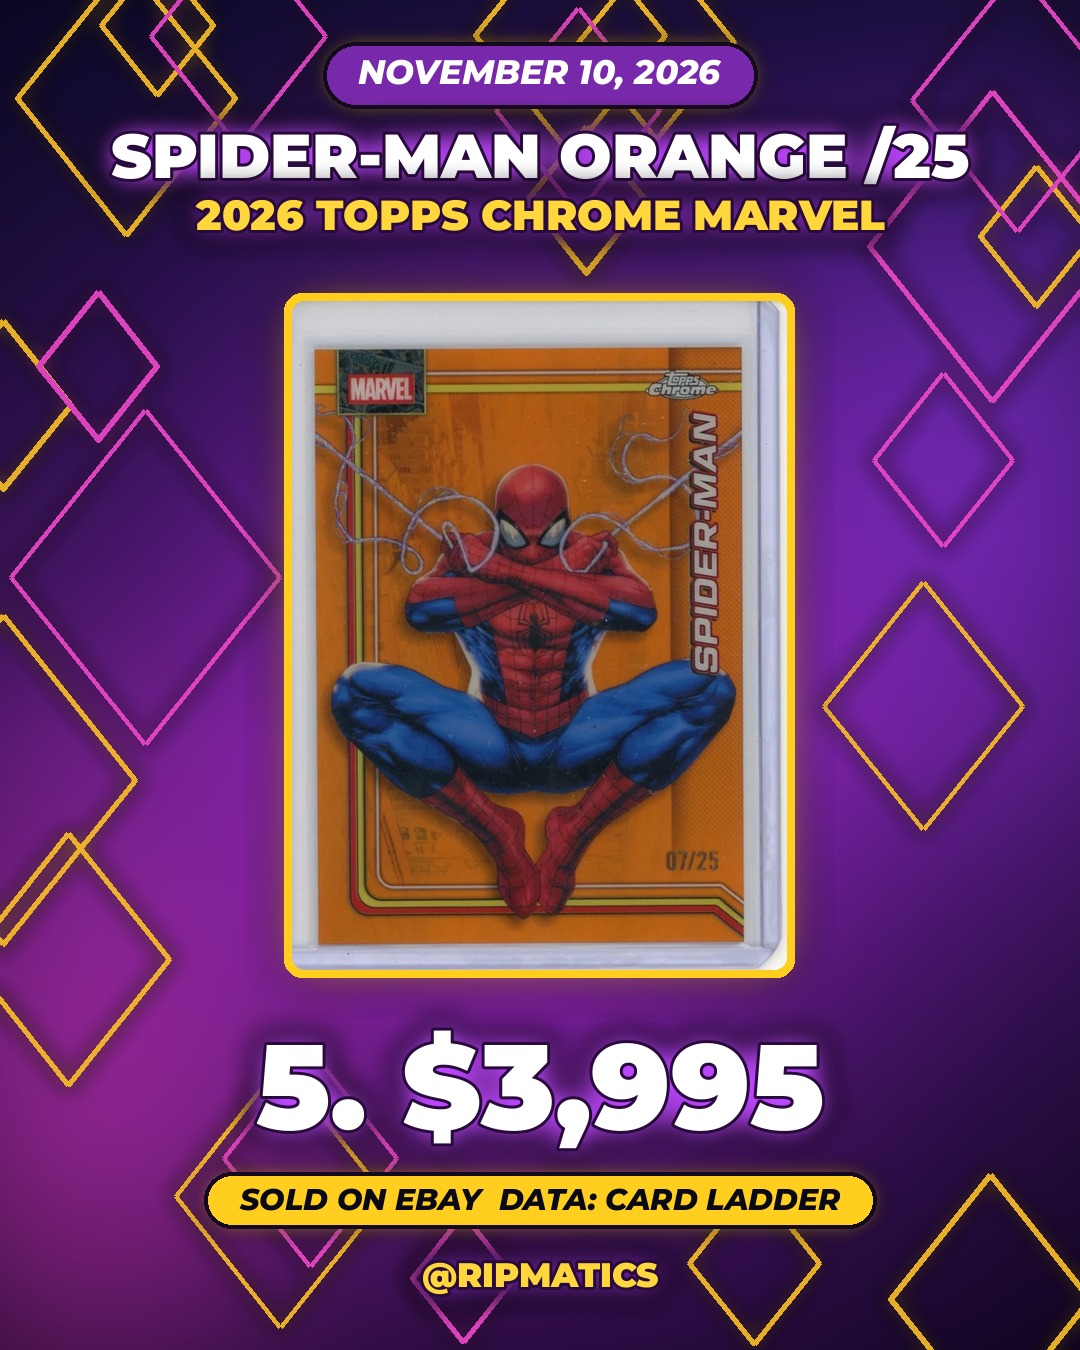 NOVEMBER 10, 2026
SPIDER-MAN ORANGE /25
2026 TOPPS CHROME MARVEL
MARVEL
Topps
Chrome
SPIDER-MAN
07/25
5. $3,995
SOLD ON EBAY DATA: CARD LADDER
@RIPMATICS